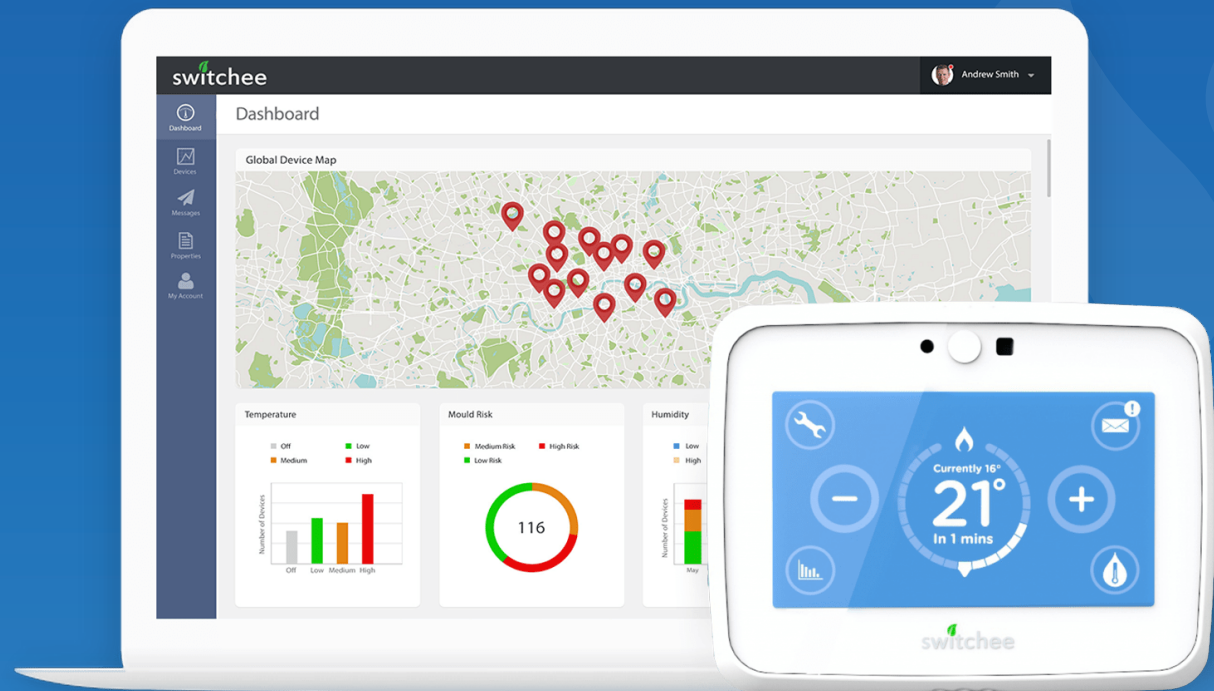 switchee
Andrew Smith
Dashboard
Dashboard
Devices
Messages
Properties
My Account
Global Device Map
Temperature
Off
Low
Medium
High
Number of Devices
Off Low Medium High
Mould Risk
Medium Risk
High Risk
Low Risk
116
Humidity
Low
High
Number of Devices
May
!
Currently 16°
21°
In 1 mins
switchee